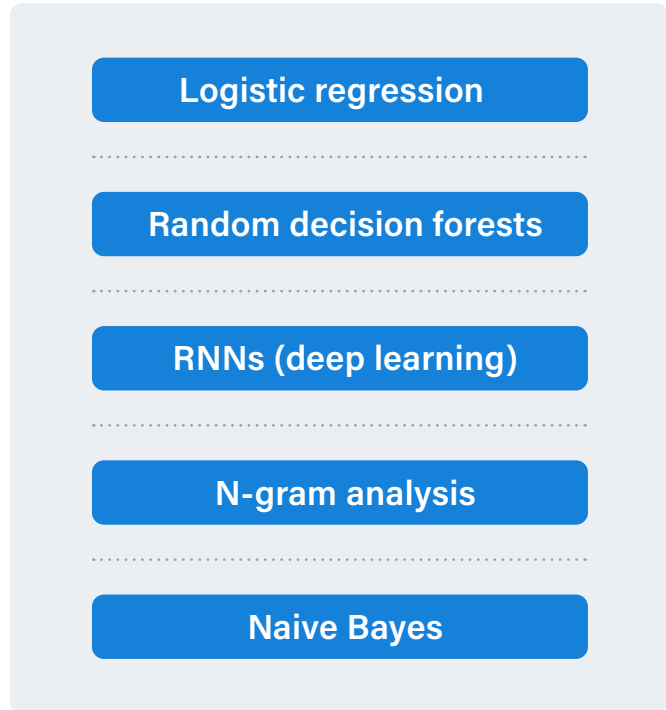 Logistic regression
Random decision forests
RNNs (deep learning)
N-gram analysis
Naive Bayes